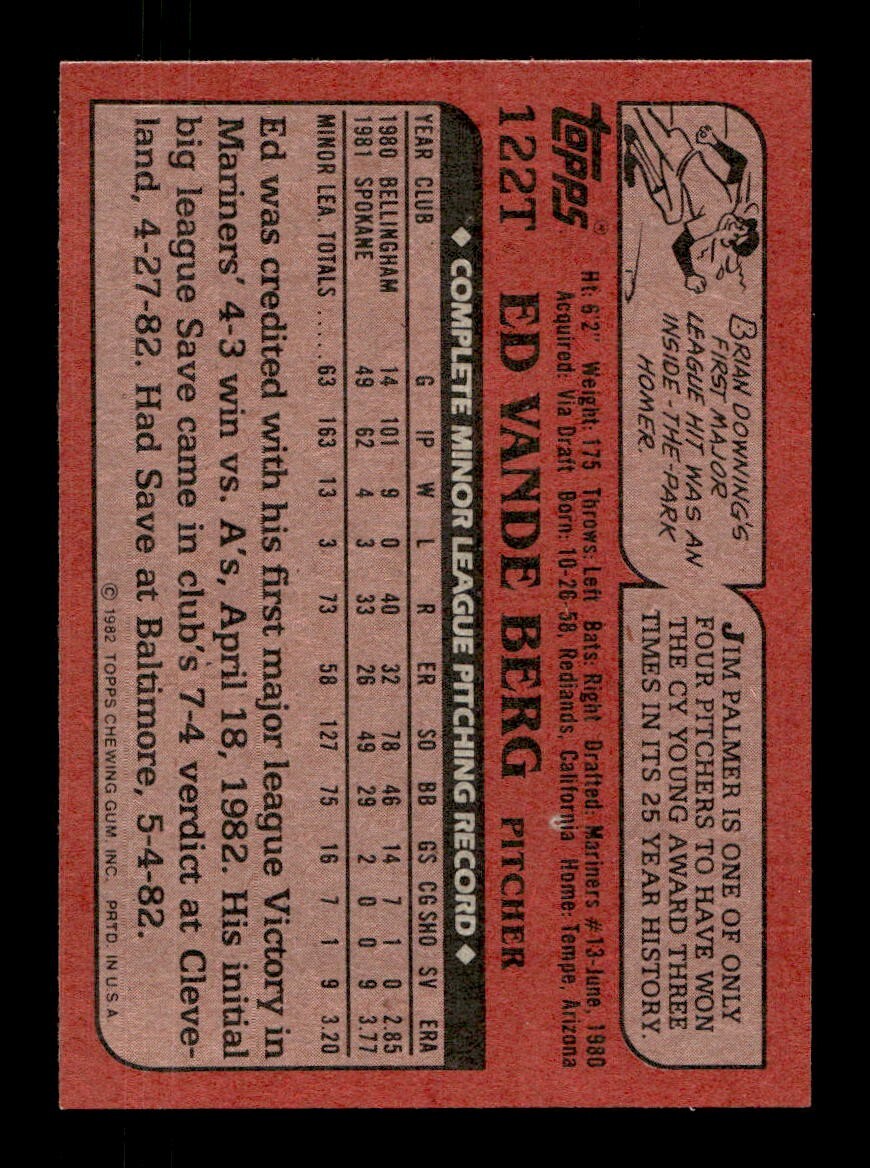 BRIAN DOWNING'S
FIRST MAJOR
LEAGUE HIT WAS AN
INSIDE-THE-PARK
HOMER.
JIM PALMER IS ONE OF ONLY
FOUR PITCHERS TO HAVE WON
THE CY YOUNG AWARD THREE
TIMES IN ITS 25 YEAR HISTORY.
topps ®
Ht: 6'2" Weight: 175 Throws: Left Bats: Right Drafted: Mariners #13-June, 1980
Acquired: Via Draft Born: 10-26-58, Redlands, California Home: Tempe, Arizona
122T ED VANDE BERG PITCHER
◆ COMPLETE MINOR LEAGUE PITCHING RECORD ◆
YEAR CLUB G IP W L R ER SO BB GS CG SHO SV ERA
1980 BELLINGHAM 14 101 9 0 40 32 78 46 14 7 1 0 2.85
1981 SPOKANE 49 62 4 3 33 26 49 29 2 0 0 9 3.77
MINOR LEA. TOTALS ..... 63 163 13 3 73 58 127 75 16 7 1 9 3.20
Ed was credited with his first major league Victory in
Mariners' 4-3 win vs. A's, April 18, 1982. His initial
big league Save came in club's 7-4 verdict at Cleve-
land, 4-27-82. Had Save at Baltimore, 5-4-82.
© 1982 TOPPS CHEWING GUM, INC. PRTD. IN U.S.A.